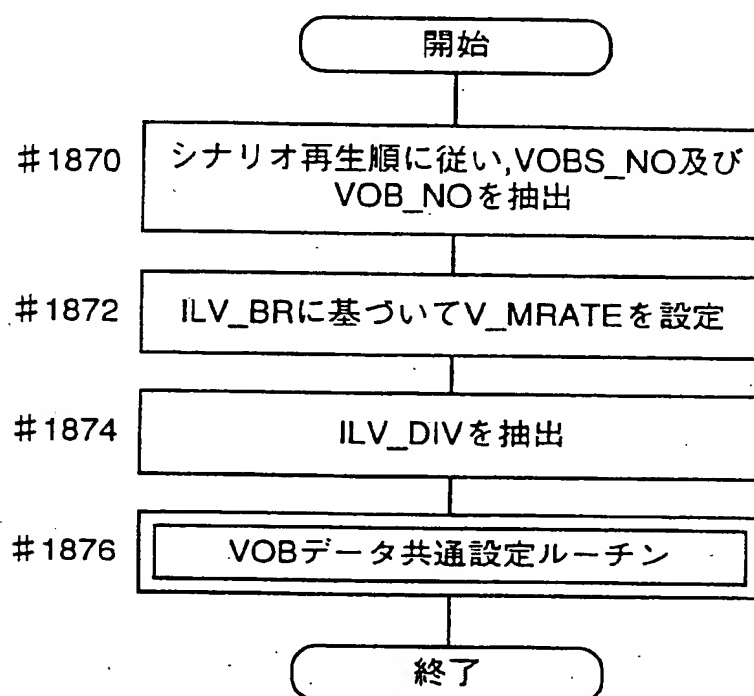 開始
#1870
シナリオ再生順に従い,VOBS_NO及び
VOB_NOを抽出
#1872
ILV_BRに基づいてV_MRATEを設定
#1874
ILV_DIVを抽出
#1876
VOBデータ共通設定ルーチン
終了